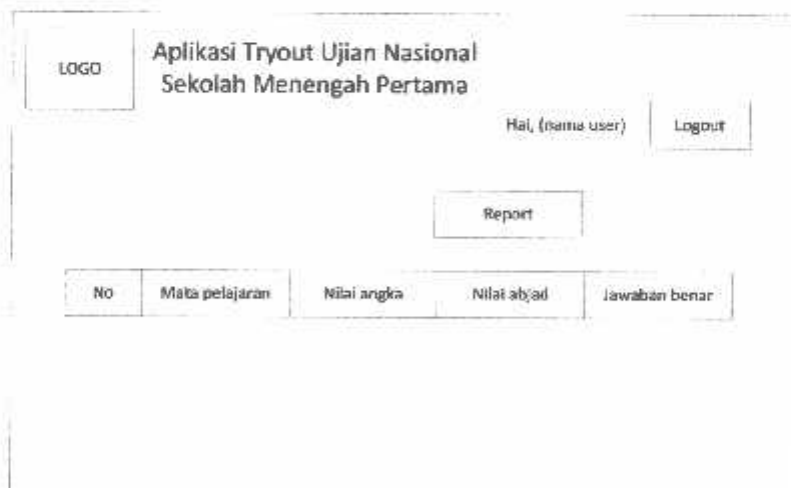 LOGO
Aplikasi Tryout Ujian Nasional
Sekolah Menengah Pertama
Hai, (nama user)
Logout
Report
No Mata pelajaran Nilai angka Nilai abjad Jawaban benar